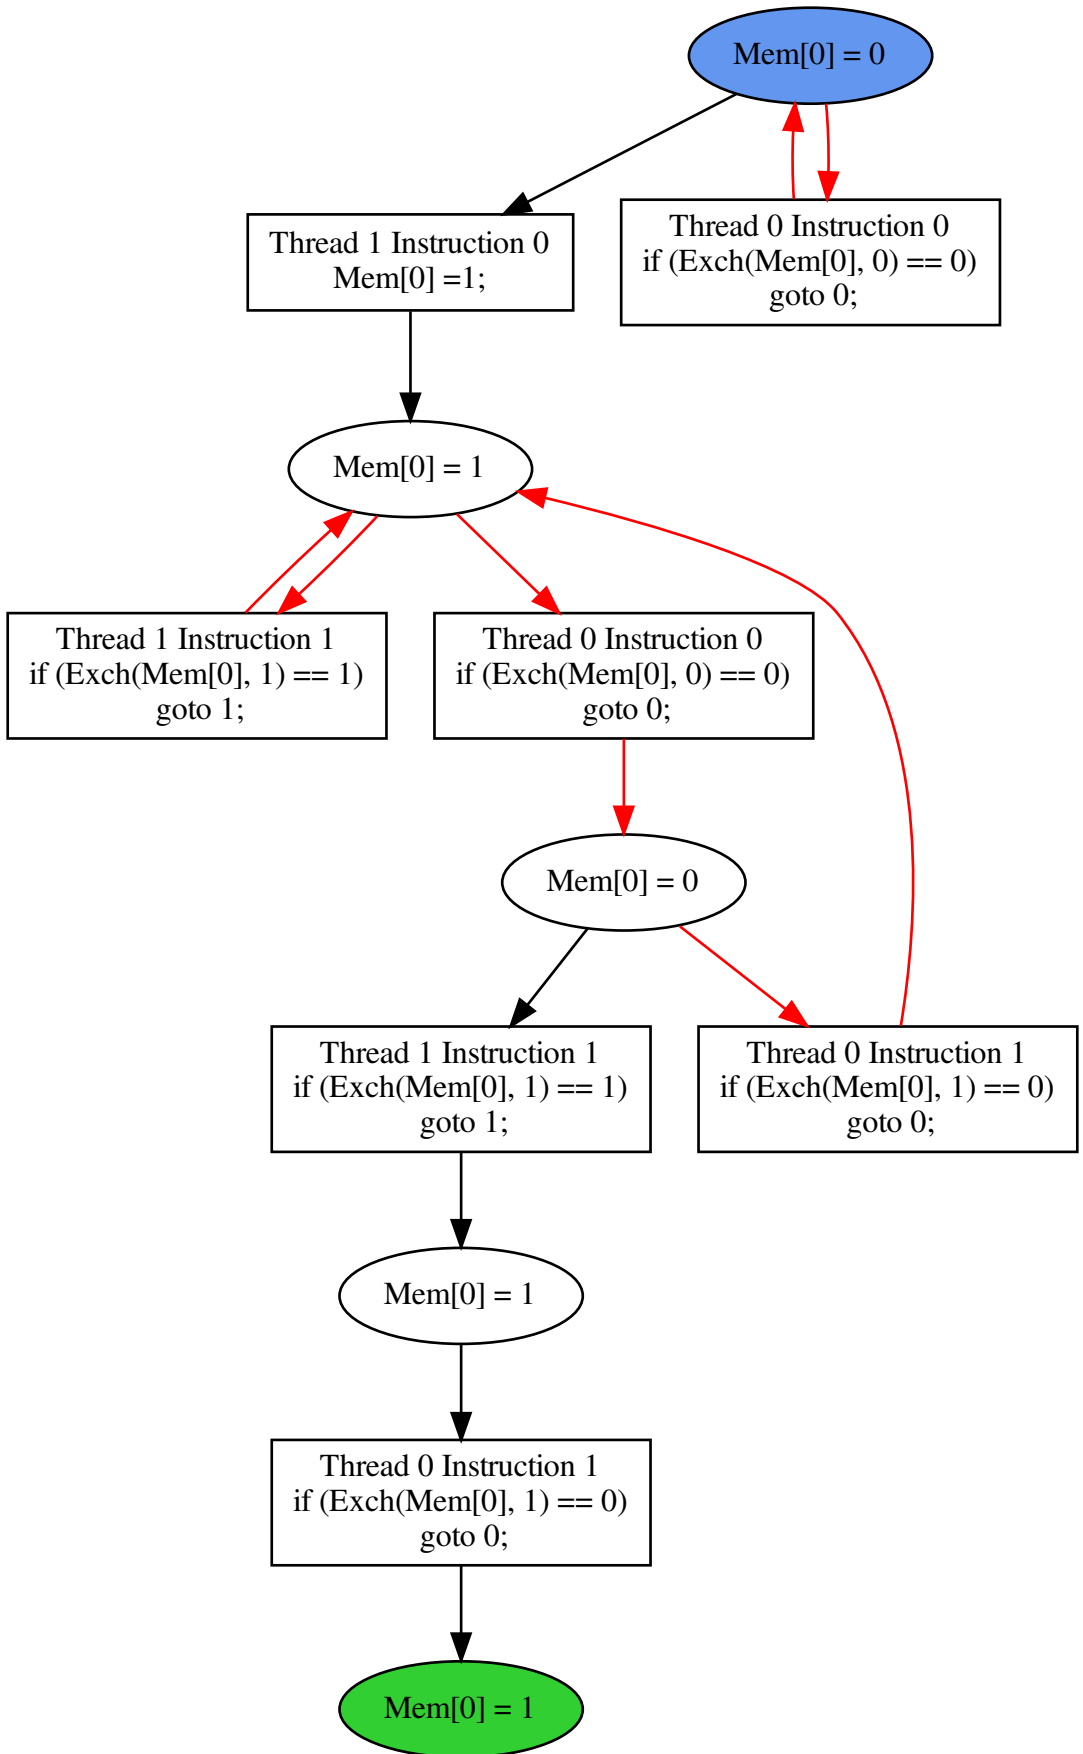 Mem[0] = 0
Thread 1 Instruction 0
Mem[0] =1;
Thread 0 Instruction 0
if (Exch(Mem[0], 0) == 0)
goto 0;
Mem[0] = 1
Thread 1 Instruction 1
if (Exch(Mem[0], 1) == 1)
goto 1;
Thread 0 Instruction 0
if (Exch(Mem[0], 0) == 0)
goto 0;
Mem[0] = 0
Thread 1 Instruction 1
if (Exch(Mem[0], 1) == 1)
goto 1;
Thread 0 Instruction 1
if (Exch(Mem[0], 1) == 0)
goto 0;
Mem[0] = 1
Thread 0 Instruction 1
if (Exch(Mem[0], 1) == 0)
goto 0;
Mem[0] = 1